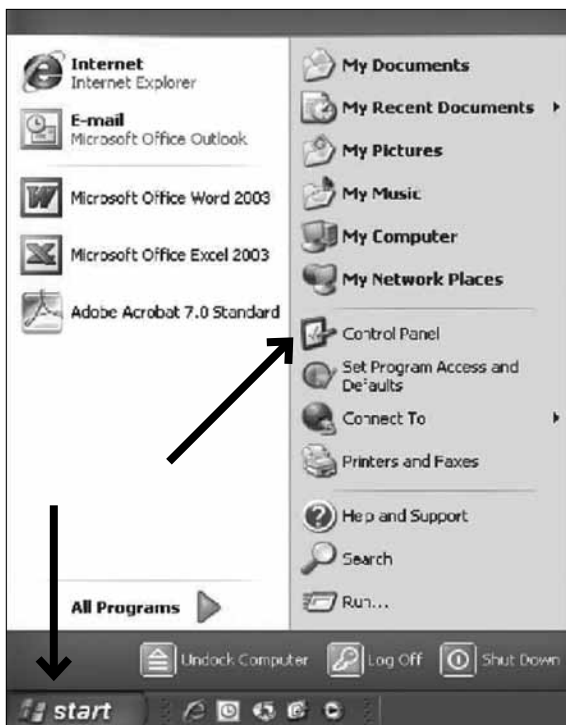 Internet
Internet Explorer
E-mail
Microsoft Office Outlook
Microsoft Office Word 2003
Microsoft Office Excel 2003
Adobe Acrobat 7.0 Standard
All Programs
My Documents
My Recent Documents
My Pictures
My Music
My Computer
My Network Places
Control Panel
Set Program Access and
Defaults
Connect To
Printers and Faxes
Help and Support
Search
Run...
Undock Computer
Log Off
Shut Down
start